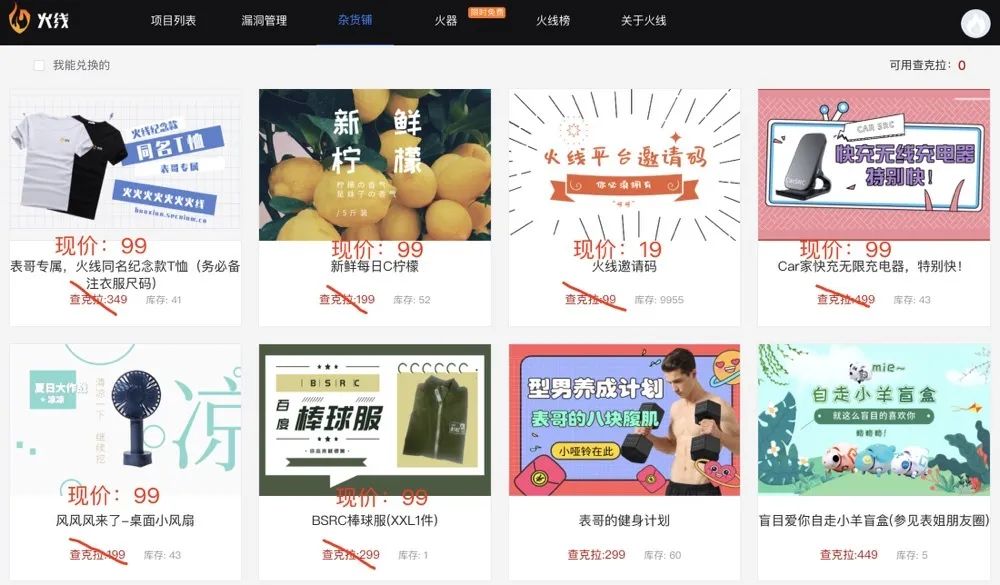 火线
项目列表
漏洞管理
杂货铺
火器
限时免费
火线榜
关于火线
我能兑换的
可用查克拉: 0
火线纪念款
同名T恤
表哥专属
火火火火火火火线
huoxian.secnium.cn
现价: 99
表哥专属,火线同名纪念款T恤(务必备
注衣服尺码)
查克拉:349
库存: 41
新鲜
柠檬
柠檬の香气
是妹子の香气
/5斤装
现价: 99
新鲜每日C柠檬
查克拉:199
库存: 52
火线平台邀请码
你必须拥有
现价: 19
火线邀请码
查克拉:99
库存: 9955
CAR SRC
快充无线充电器
特别快!
现价: 99
Car家快充无限充电器,特别快!
查克拉:499
库存: 43
夏日大作战
凉凉
清凉一下
继续挖
凉
现价: 99
风风风来了-桌面小风扇
查克拉:199
库存: 43
BSRC
百度
棒球服
现价: 99
BSRC棒球服(XXL1件)
查克拉:299
库存: 1
型男养成计划
表哥的八块腹肌
小哑铃在此
表哥的健身计划
查克拉:299
库存: 60
mie~
自走小羊盲盒
就这么盲目的喜欢你
盲目爱你自走小羊盲盒(参见表姐朋友圈)
查克拉:449
库存: 5